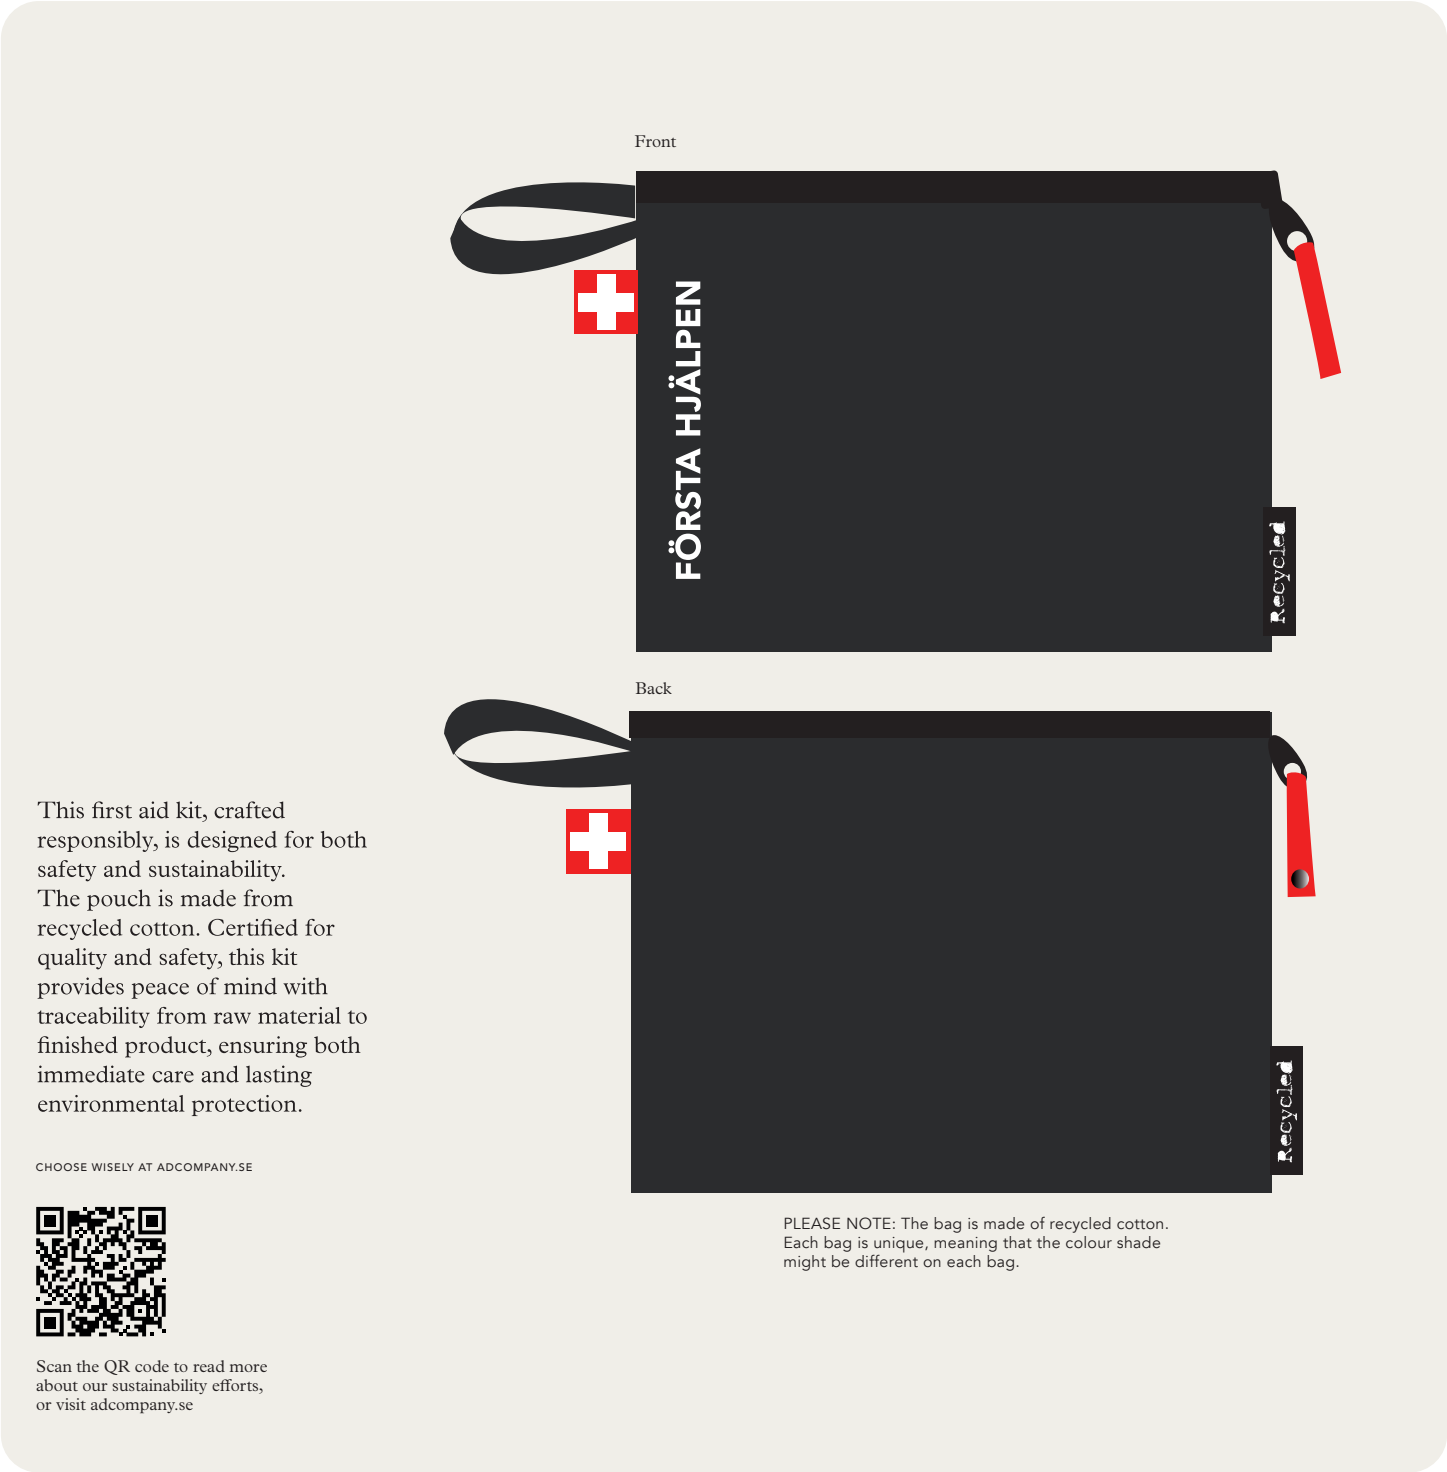 Front
FÖRSTA HJÄLPEN
Recycled
Back
Recycled
This first aid kit, crafted
responsibly, is designed for both
safety and sustainability.
The pouch is made from
recycled cotton. Certified for
quality and safety, this kit
provides peace of mind with
traceability from raw material to
finished product, ensuring both
immediate care and lasting
environmental protection.
CHOOSE WISELY AT ADCOMPANY.SE
Scan the QR code to read more
about our sustainability efforts,
or visit adcompany.se
PLEASE NOTE: The bag is made of recycled cotton.
Each bag is unique, meaning that the colour shade
might be different on each bag.